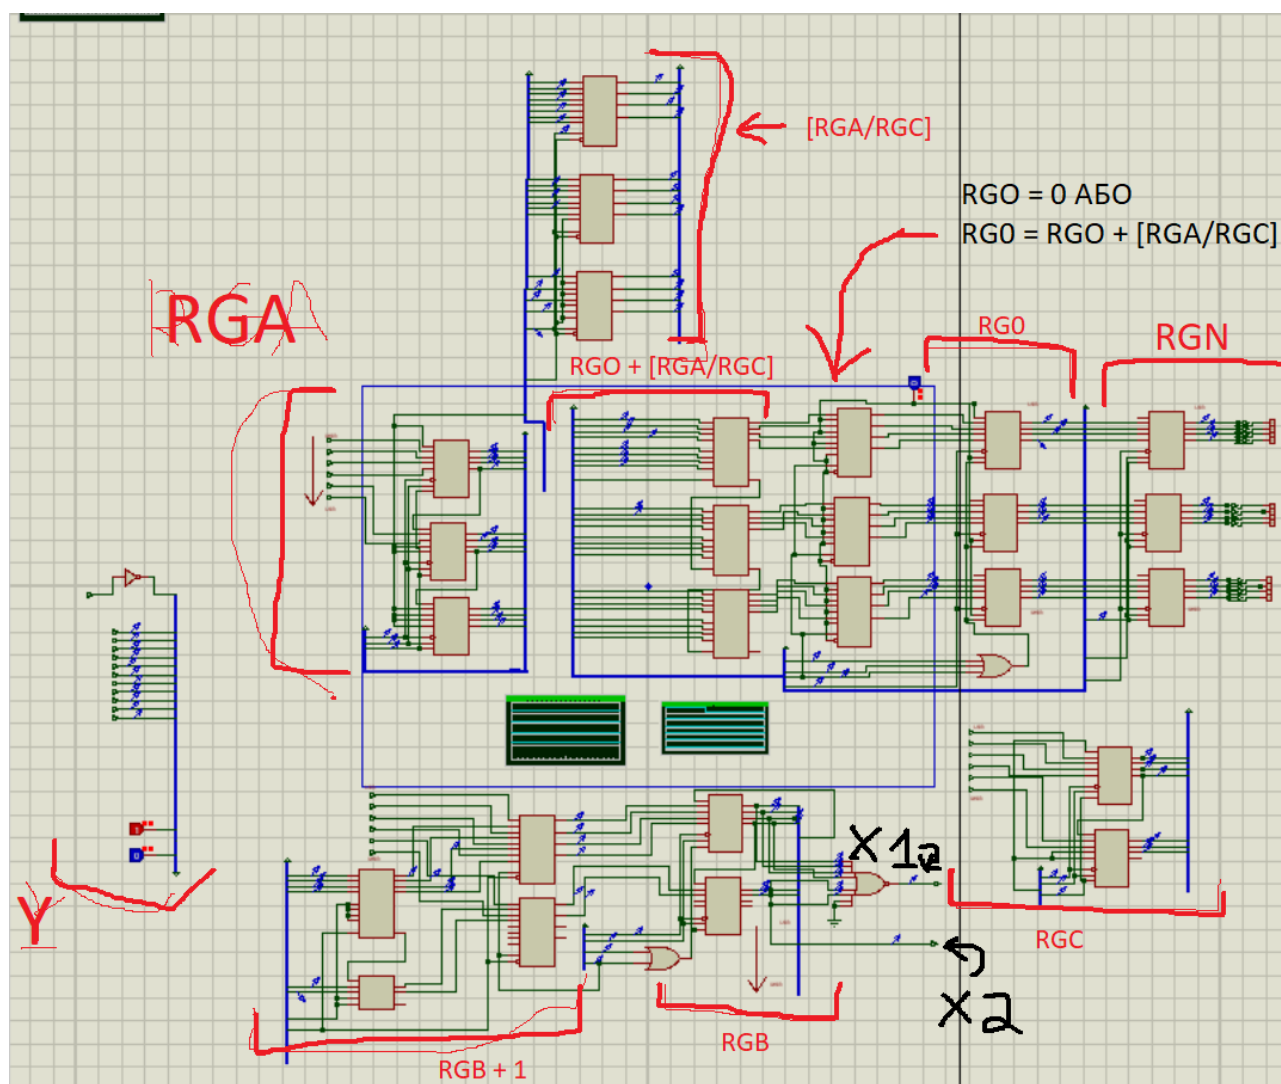 [RGA/RGC]
RGO = 0 АБО
RG0 = RGO + [RGA/RGC]
RGA
RG0
RGN
RGO + [RGA/RGC]
X1
Y
RGC
X2
RGB
RGB + 1